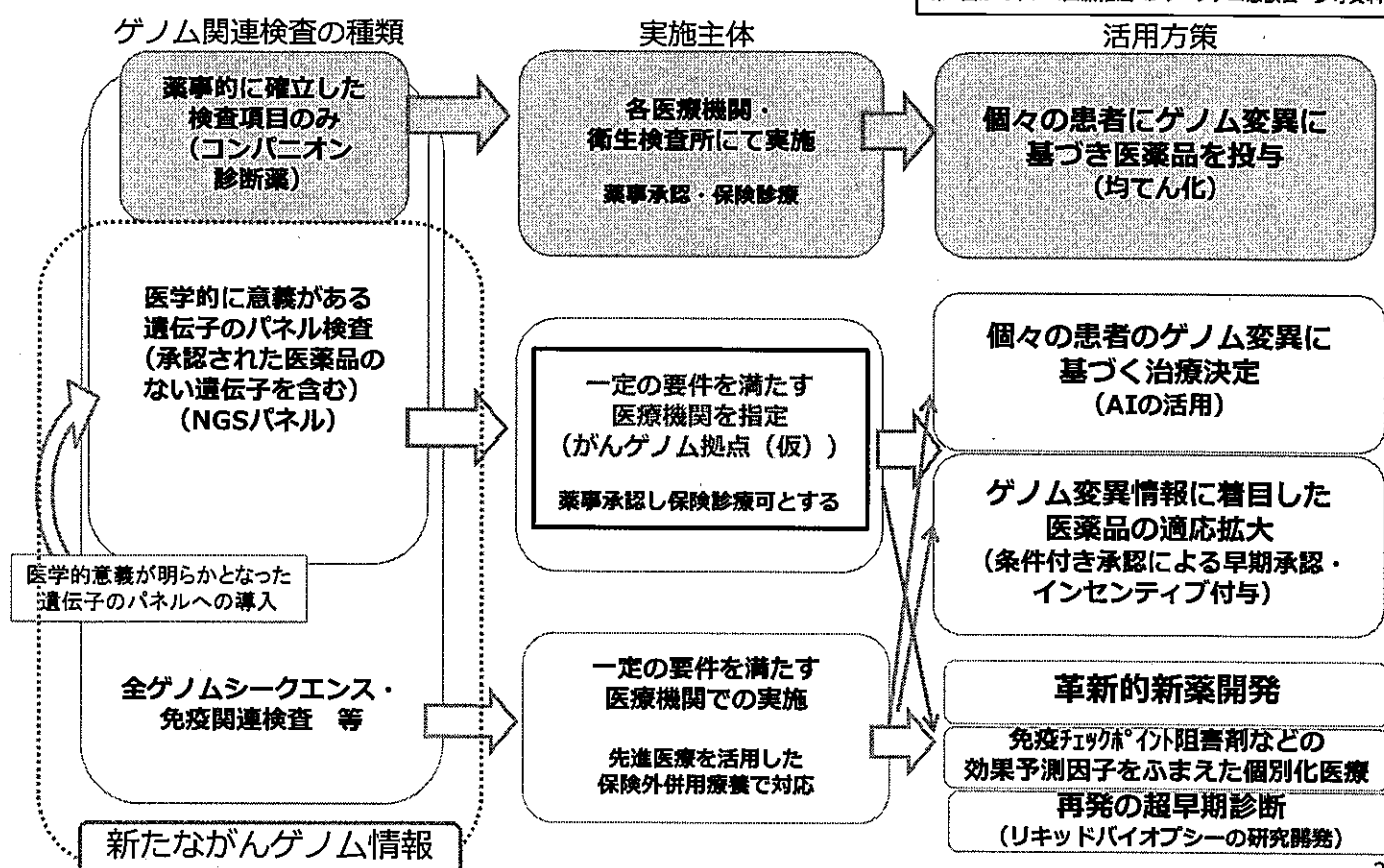 ゲノム関連検査の種類
実施主体
活用方策
薬事的に確立した
検査項目のみ
(コンパニオン
診断薬)
各医療機関・
衛生検査所にて実施
薬事承認・保険診療
個々の患者にゲノム変異に
基づき医薬品を投与
(均てん化)
医学的に意義がある
遺伝子のパネル検査
(承認された医薬品の
ない遺伝子を含む)
(NGSパネル)
一定の要件を満たす
医療機関を指定
(がんゲノム拠点(仮))
薬事承認し保険診療可とする
個々の患者のゲノム変異に
基づく治療決定
(AIの活用)
ゲノム変異情報に着目した
医薬品の適応拡大
(条件付き承認による早期承認・
インセンティブ付与)
医学的意義が明らかとなった
遺伝子のパネルへの導入
全ゲノムシークエンス・
免疫関連検査 等
一定の要件を満たす
医療機関での実施
先進医療を活用した
保険外併用療養で対応
革新的新薬開発
免疫チェックポイント阻害剤などの
効果予測因子をふまえた個別化医療
再発の超早期診断
(リキッドバイオプシーの研究開発)
新たながんゲノム情報